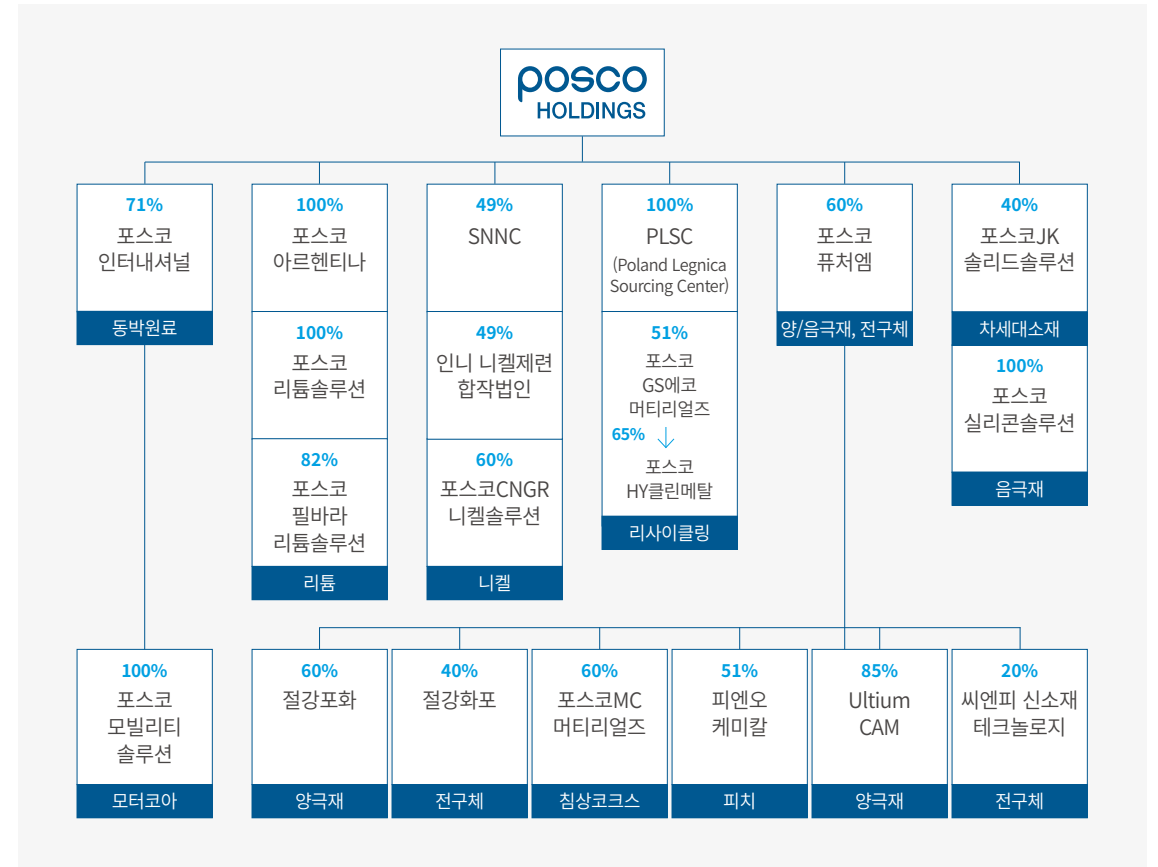 posco
HOLDINGS
71%
포스코
인터내셔널
동박원료
100%
포스코
아르헨티나
100%
포스코
리튬솔루션
82%
포스코
필바라
리튬솔루션
리튬
49%
SNNC
49%
인니 니켈제련
합작법인
60%
포스코CNGR
니켈솔루션
니켈
100%
PLSC
(Poland Legnica
Sourcing Center)
51%
포스코
GS에코
머티리얼즈
65% ↓
포스코
HY클린메탈
리사이클링
60%
포스코
퓨처엠
양/음극재, 전구체
40%
포스코JK
솔리드솔루션
차세대소재
100%
포스코
실리콘솔루션
음극재
100%
포스코
모빌리티
솔루션
모터코아
60%
절강포화
양극재
40%
절강화포
전구체
60%
포스코MC
머티리얼즈
침상코크스
51%
피앤오
케미칼
피치
85%
Ultium
CAM
양극재
20%
씨앤피 신소재
테크놀로지
전구체